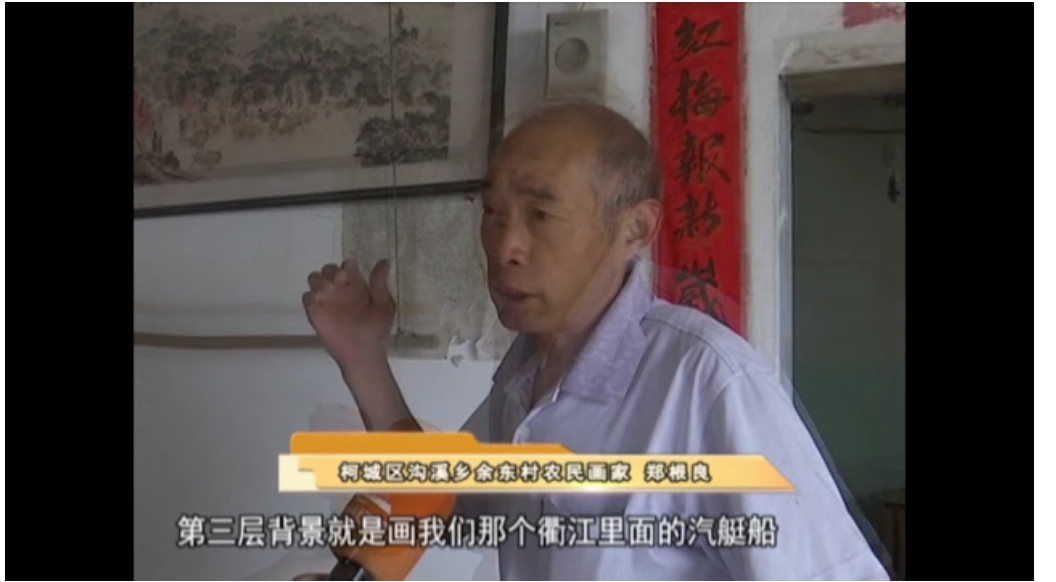 红梅报新岁
柯城区沟溪乡余东村农民画家 郑根良
第三层背景就是画我们那个衢江里面的汽艇船